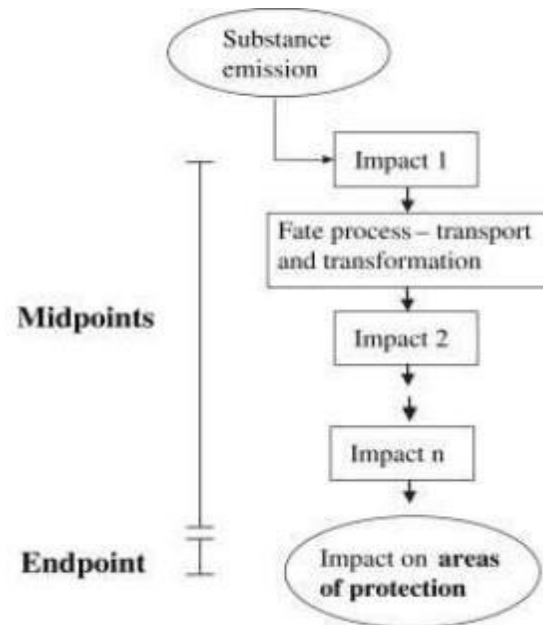 Substance
emission
Impact 1
Fate process – transport
and transformation
Midpoints
Impact 2
Impact n
Endpoint
Impact on areas
of protection